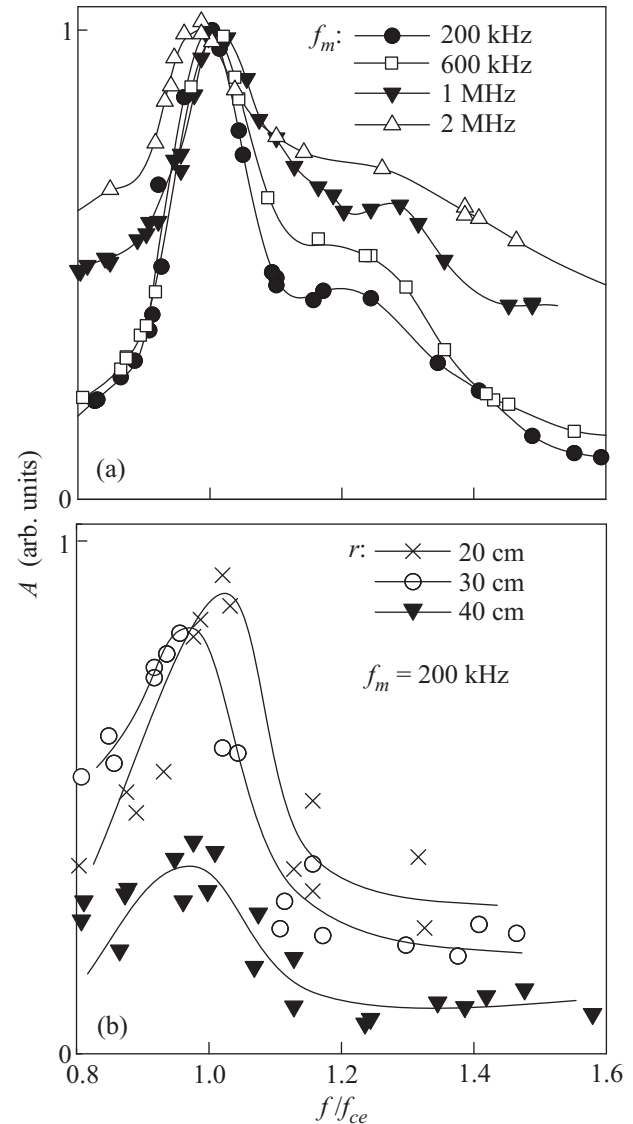 1
f_m: 200 kHz
600 kHz
1 MHz
2 MHz
(a)
0
A (arb. units)
1
r: 20 cm
30 cm
40 cm
f_m = 200 kHz
(b)
0
0.8 1.0 1.2 1.4 1.6
f/f_ce